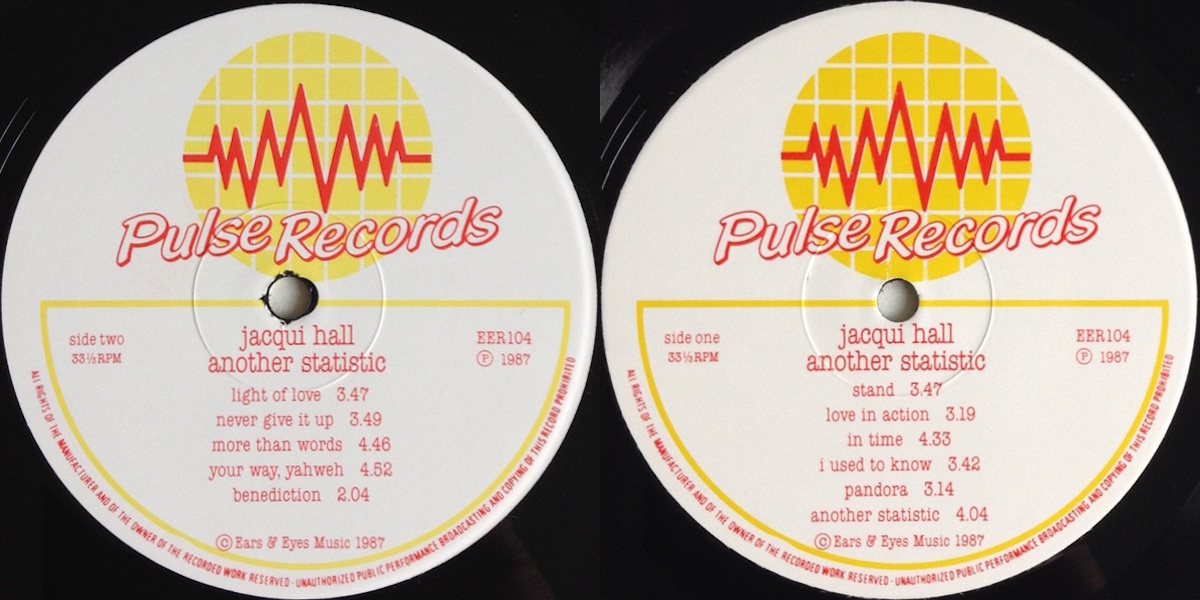 Pulse Records
side two
33⅓RPM
EER104
Ⓟ 1987
jacqui hall
another statistic
light of love 3.47
never give it up 3.49
more than words 4.46
your way, yahweh 4.52
benediction 2.04
©Ears & Eyes Music 1987
ALL RIGHTS OF THE MANUFACTURER AND OF THE OWNER OF THE RECORDED WORK RESERVED · UNAUTHORIZED PUBLIC PERFORMANCE BROADCASTING AND COPYING OF THIS RECORD PROHIBITED
Pulse Records
side one
33⅓RPM
EER104
Ⓟ 1987
jacqui hall
another statistic
stand 3.47
love in action 3.19
in time 4.33
i used to know 3.42
pandora 3.14
another statistic 4.04
©Ears & Eyes Music 1987
ALL RIGHTS OF THE MANUFACTURER AND OF THE OWNER OF THE RECORDED WORK RESERVED · UNAUTHORIZED PUBLIC PERFORMANCE BROADCASTING AND COPYING OF THIS RECORD PROHIBITED